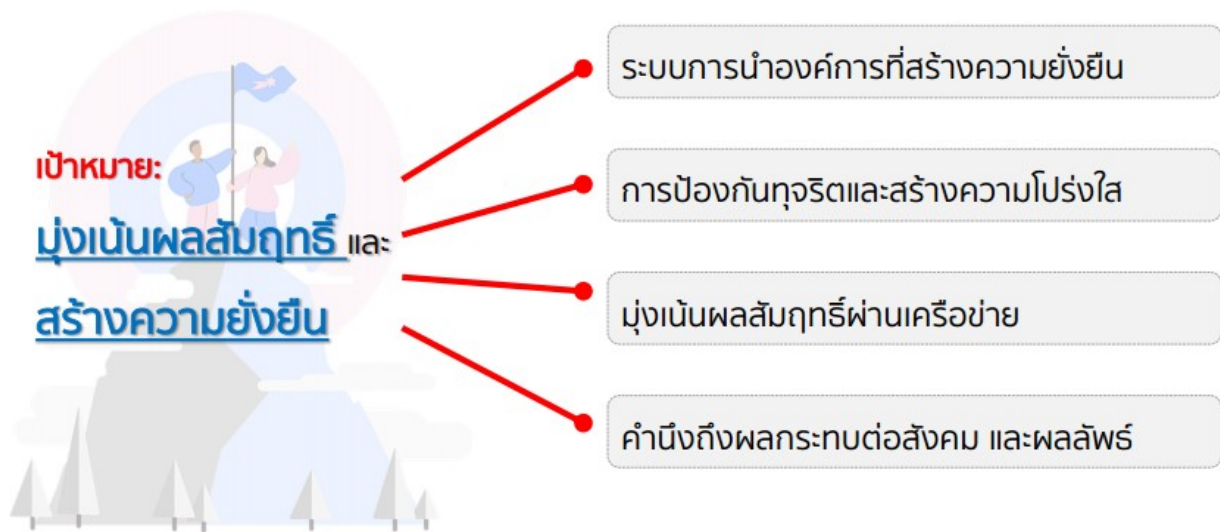 เป้าหมาย:
มุ่งเน้นผลสัมฤทธิ์ และ
สร้างความยั่งยืน
ระบบการนำองค์การที่สร้างความยั่งยืน
การป้องกันทุจริตและสร้างความโปร่งใส
มุ่งเน้นผลสัมฤทธิ์ผ่านเครือข่าย
คำนึงถึงผลกระทบต่อสังคม และผลลัพธ์